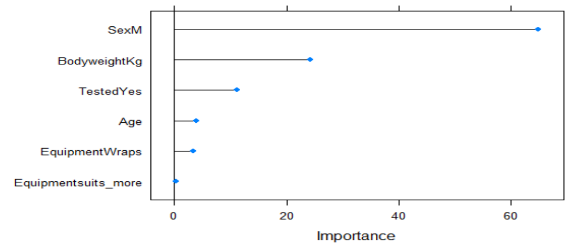 SexM
BodyweightKg
TestedYes
Age
EquipmentWraps
Equipmentsuits_more
0 20 40 60
Importance